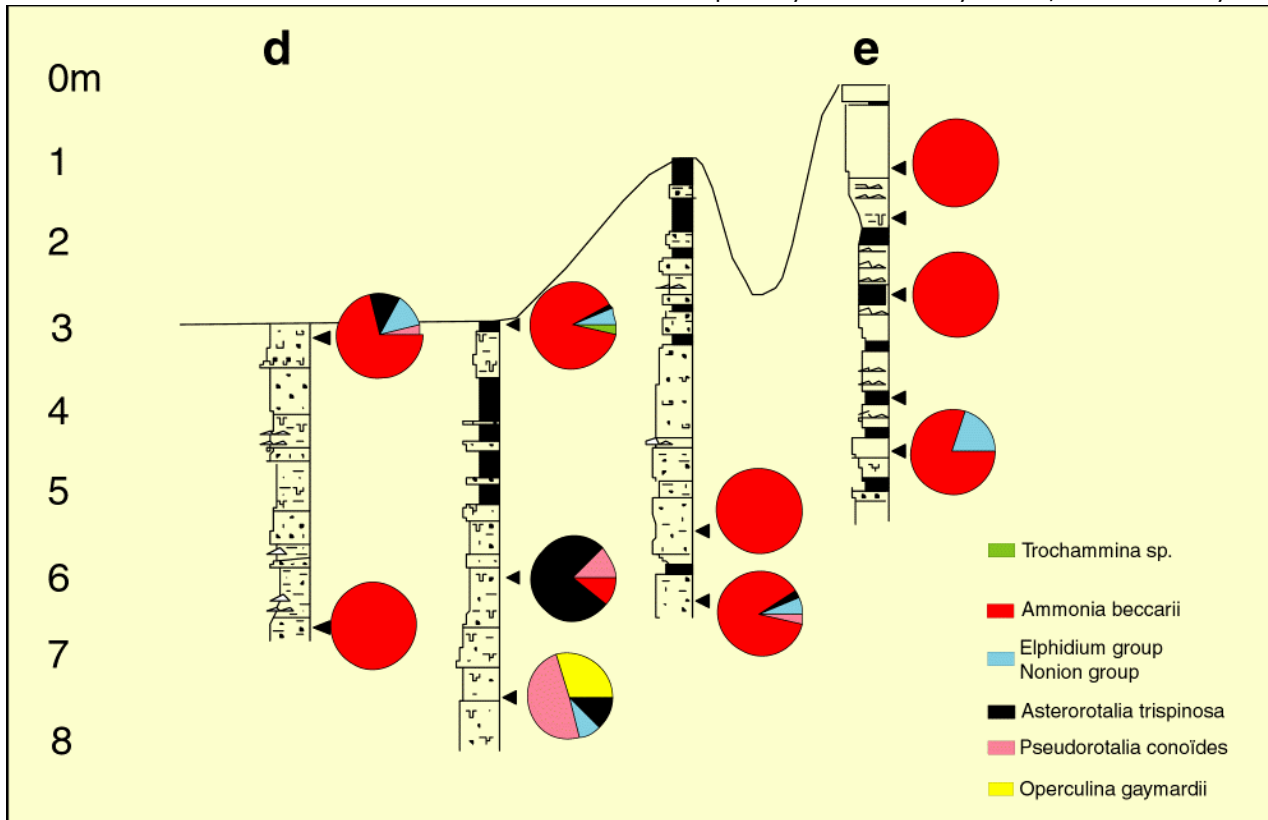 d
e
0m
1
2
3
4
5
6
7
8
Trochammina sp.
Ammonia beccarii
Elphidium group
Nonion group
Asterorotalia trispinosa
Pseudorotalia conoïdes
Operculina gaymardii